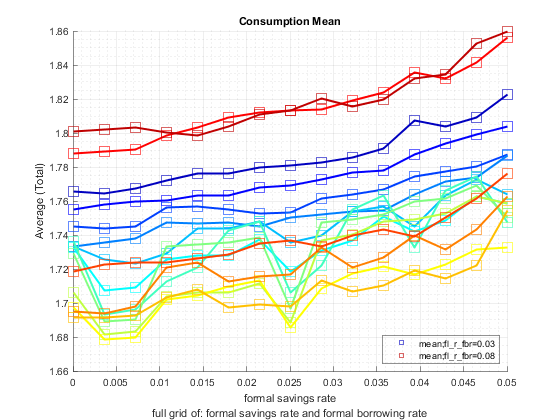 Consumption Mean
1.86
1.84
1.82
1.8
1.78
1.76
1.74
1.72
1.7
1.68
1.66
Average (Total)
mean;fl_r_fbr=0.03
mean;fl_r_fbr=0.08
0 0.005 0.01 0.015 0.02 0.025 0.03 0.035 0.04 0.045 0.05
formal savings rate
full grid of: formal savings rate and formal borrowing rate